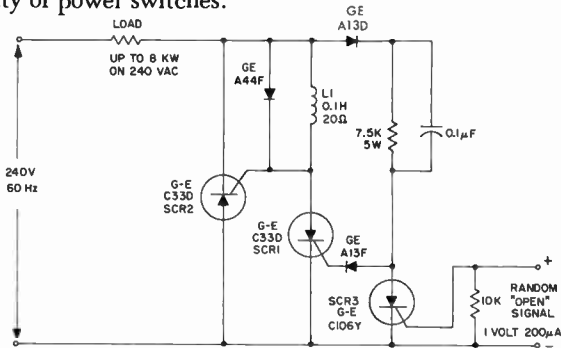 ty of power switches.
LOAD
UP TO 8 KW
ON 240 VAC
GE
A13D
GE
A44F
L1
0.1H
20Ω
7.5K
5W
0.1μF
240V
60 Hz
G-E
C33D
SCR2
G-E
C33D
SCR1
GE
A13F
SCR3
G-E
C106Y
10K
+
RANDOM
"OPEN"
SIGNAL
1 VOLT 200μA
-